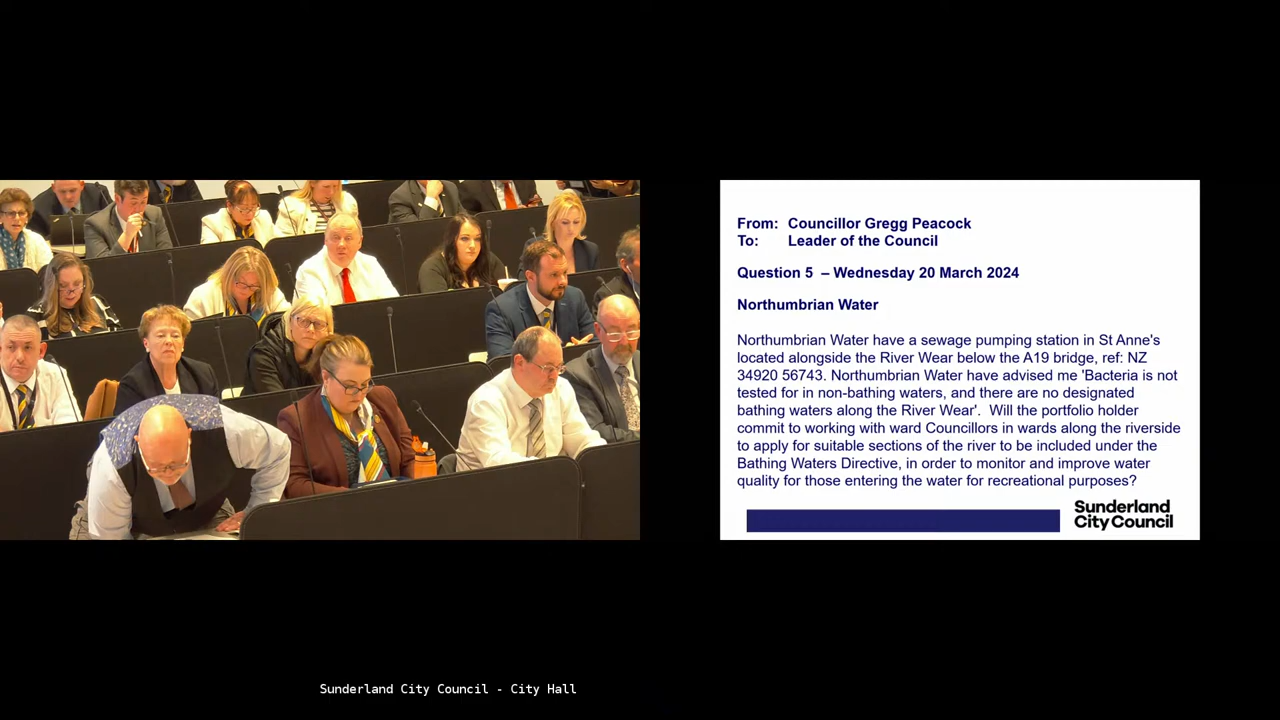 From: Councillor Gregg Peacock
To: Leader of the Council
Question 5 – Wednesday 20 March 2024
Northumbrian Water
Northumbrian Water have a sewage pumping station in St Anne's
located alongside the River Wear below the A19 bridge, ref: NZ
34920 56743. Northumbrian Water have advised me 'Bacteria is not
tested for in non-bathing waters, and there are no designated
bathing waters along the River Wear'. Will the portfolio holder
commit to working with ward Councillors in wards along the riverside
to apply for suitable sections of the river to be included under the
Bathing Waters Directive, in order to monitor and improve water
quality for those entering the water for recreational purposes?
Sunderland
City Council
Sunderland City Council - City Hall